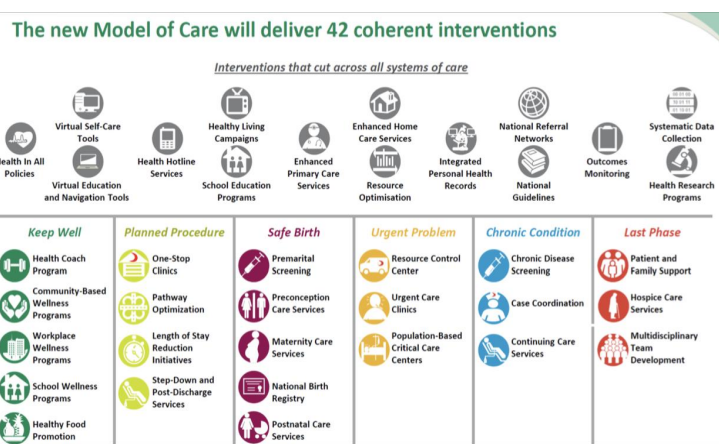 The new Model of Care will deliver 42 coherent interventions
Interventions that cut across all systems of care
Virtual Self-Care
Tools
Healthy Living
Campaigns
Enhanced Home
Care Services
National Referral
Networks
Systematic Data
Collection
ealth In All
Policies
Health Hotline
Services
Enhanced
Primary Care
Services
Integrated
Personal Health
Records
Outcomes
Monitoring
Virtual Education
and Navigation Tools
School Education
Programs
Resource
Optimisation
National
Guidelines
Health Research
Programs
Keep Well
Health Coach
Program
Community-Based
Wellness
Programs
Workplace
Wellness
Programs
School Wellness
Programs
Healthy Food
Promotion
Planned Procedure
One-Stop
Clinics
Pathway
Optimization
Length of Stay
Reduction
Initiatives
Step-Down and
Post-Discharge
Services
Safe Birth
Premarital
Screening
Preconception
Care Services
Maternity Care
Services
National Birth
Registry
Postnatal Care
Services
Urgent Problem
Resource Control
Center
Urgent Care
Clinics
Population-Based
Critical Care
Centers
Chronic Condition
Chronic Disease
Screening
Case Coordination
Continuing Care
Services
Last Phase
Patient and
Family Support
Hospice Care
Services
Multidisciplinary
Team
Development